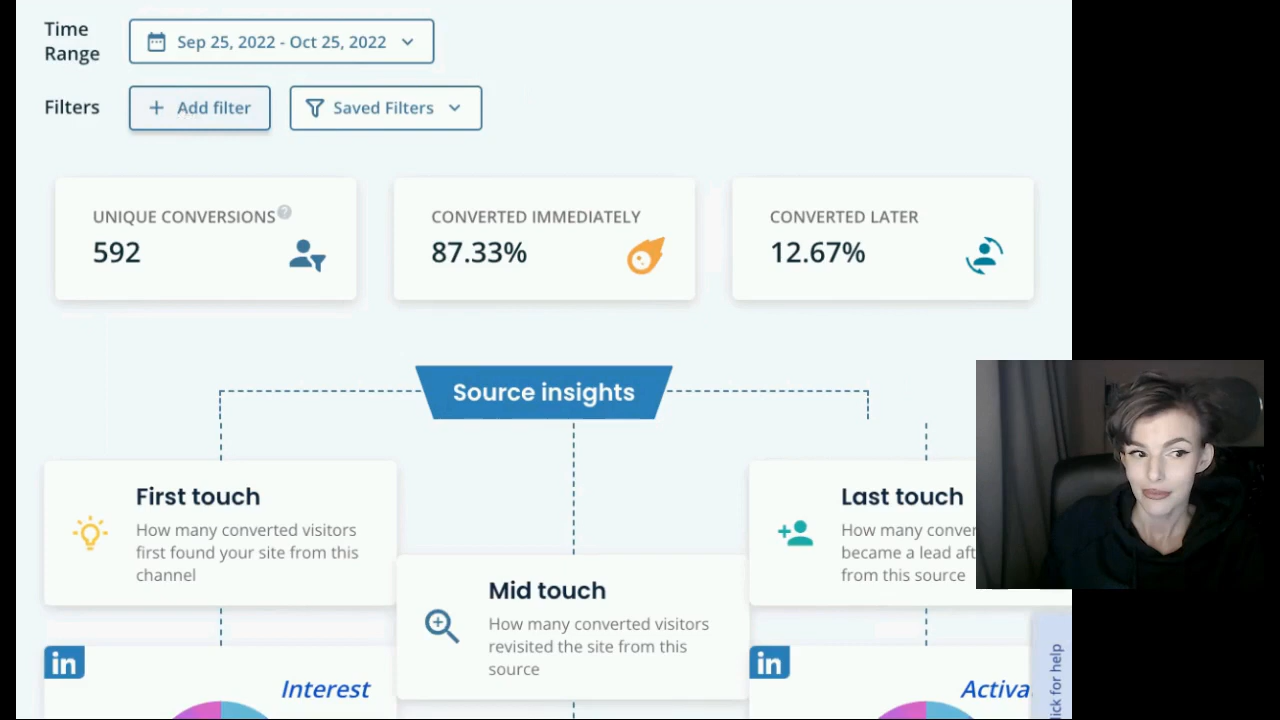 Time
Range
Sep 25, 2022 - Oct 25, 2022
Filters
Add filter
Saved Filters
UNIQUE CONVERSIONS ?
592
CONVERTED IMMEDIATELY
87.33%
CONVERTED LATER
12.67%
Source insights
First touch
How many converted visitors
first found your site from this
channel
Mid touch
How many converted visitors
revisited the site from this
source
Last touch
How many conver
became a lead aft
from this source
in
Interest
in
Activa
lick for help